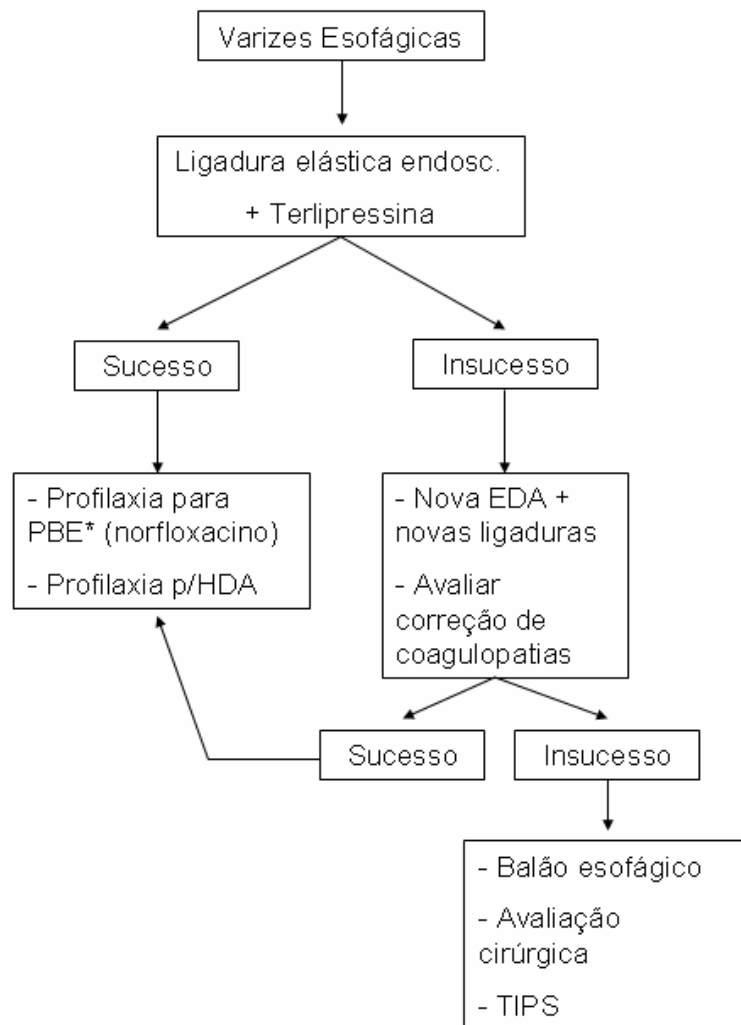 Varizes Esofágicas
Ligadura elástica endosc.
+ Terlipressina
Sucesso
Insucesso
- Profilaxia para
PBE* (norfloxacino)
- Profilaxia p/HDA
- Nova EDA +
novas ligaduras
- Avaliar
correção de
coagulopatias
Sucesso
Insucesso
- Balão esofágico
- Avaliação
cirúrgica
- TIPS